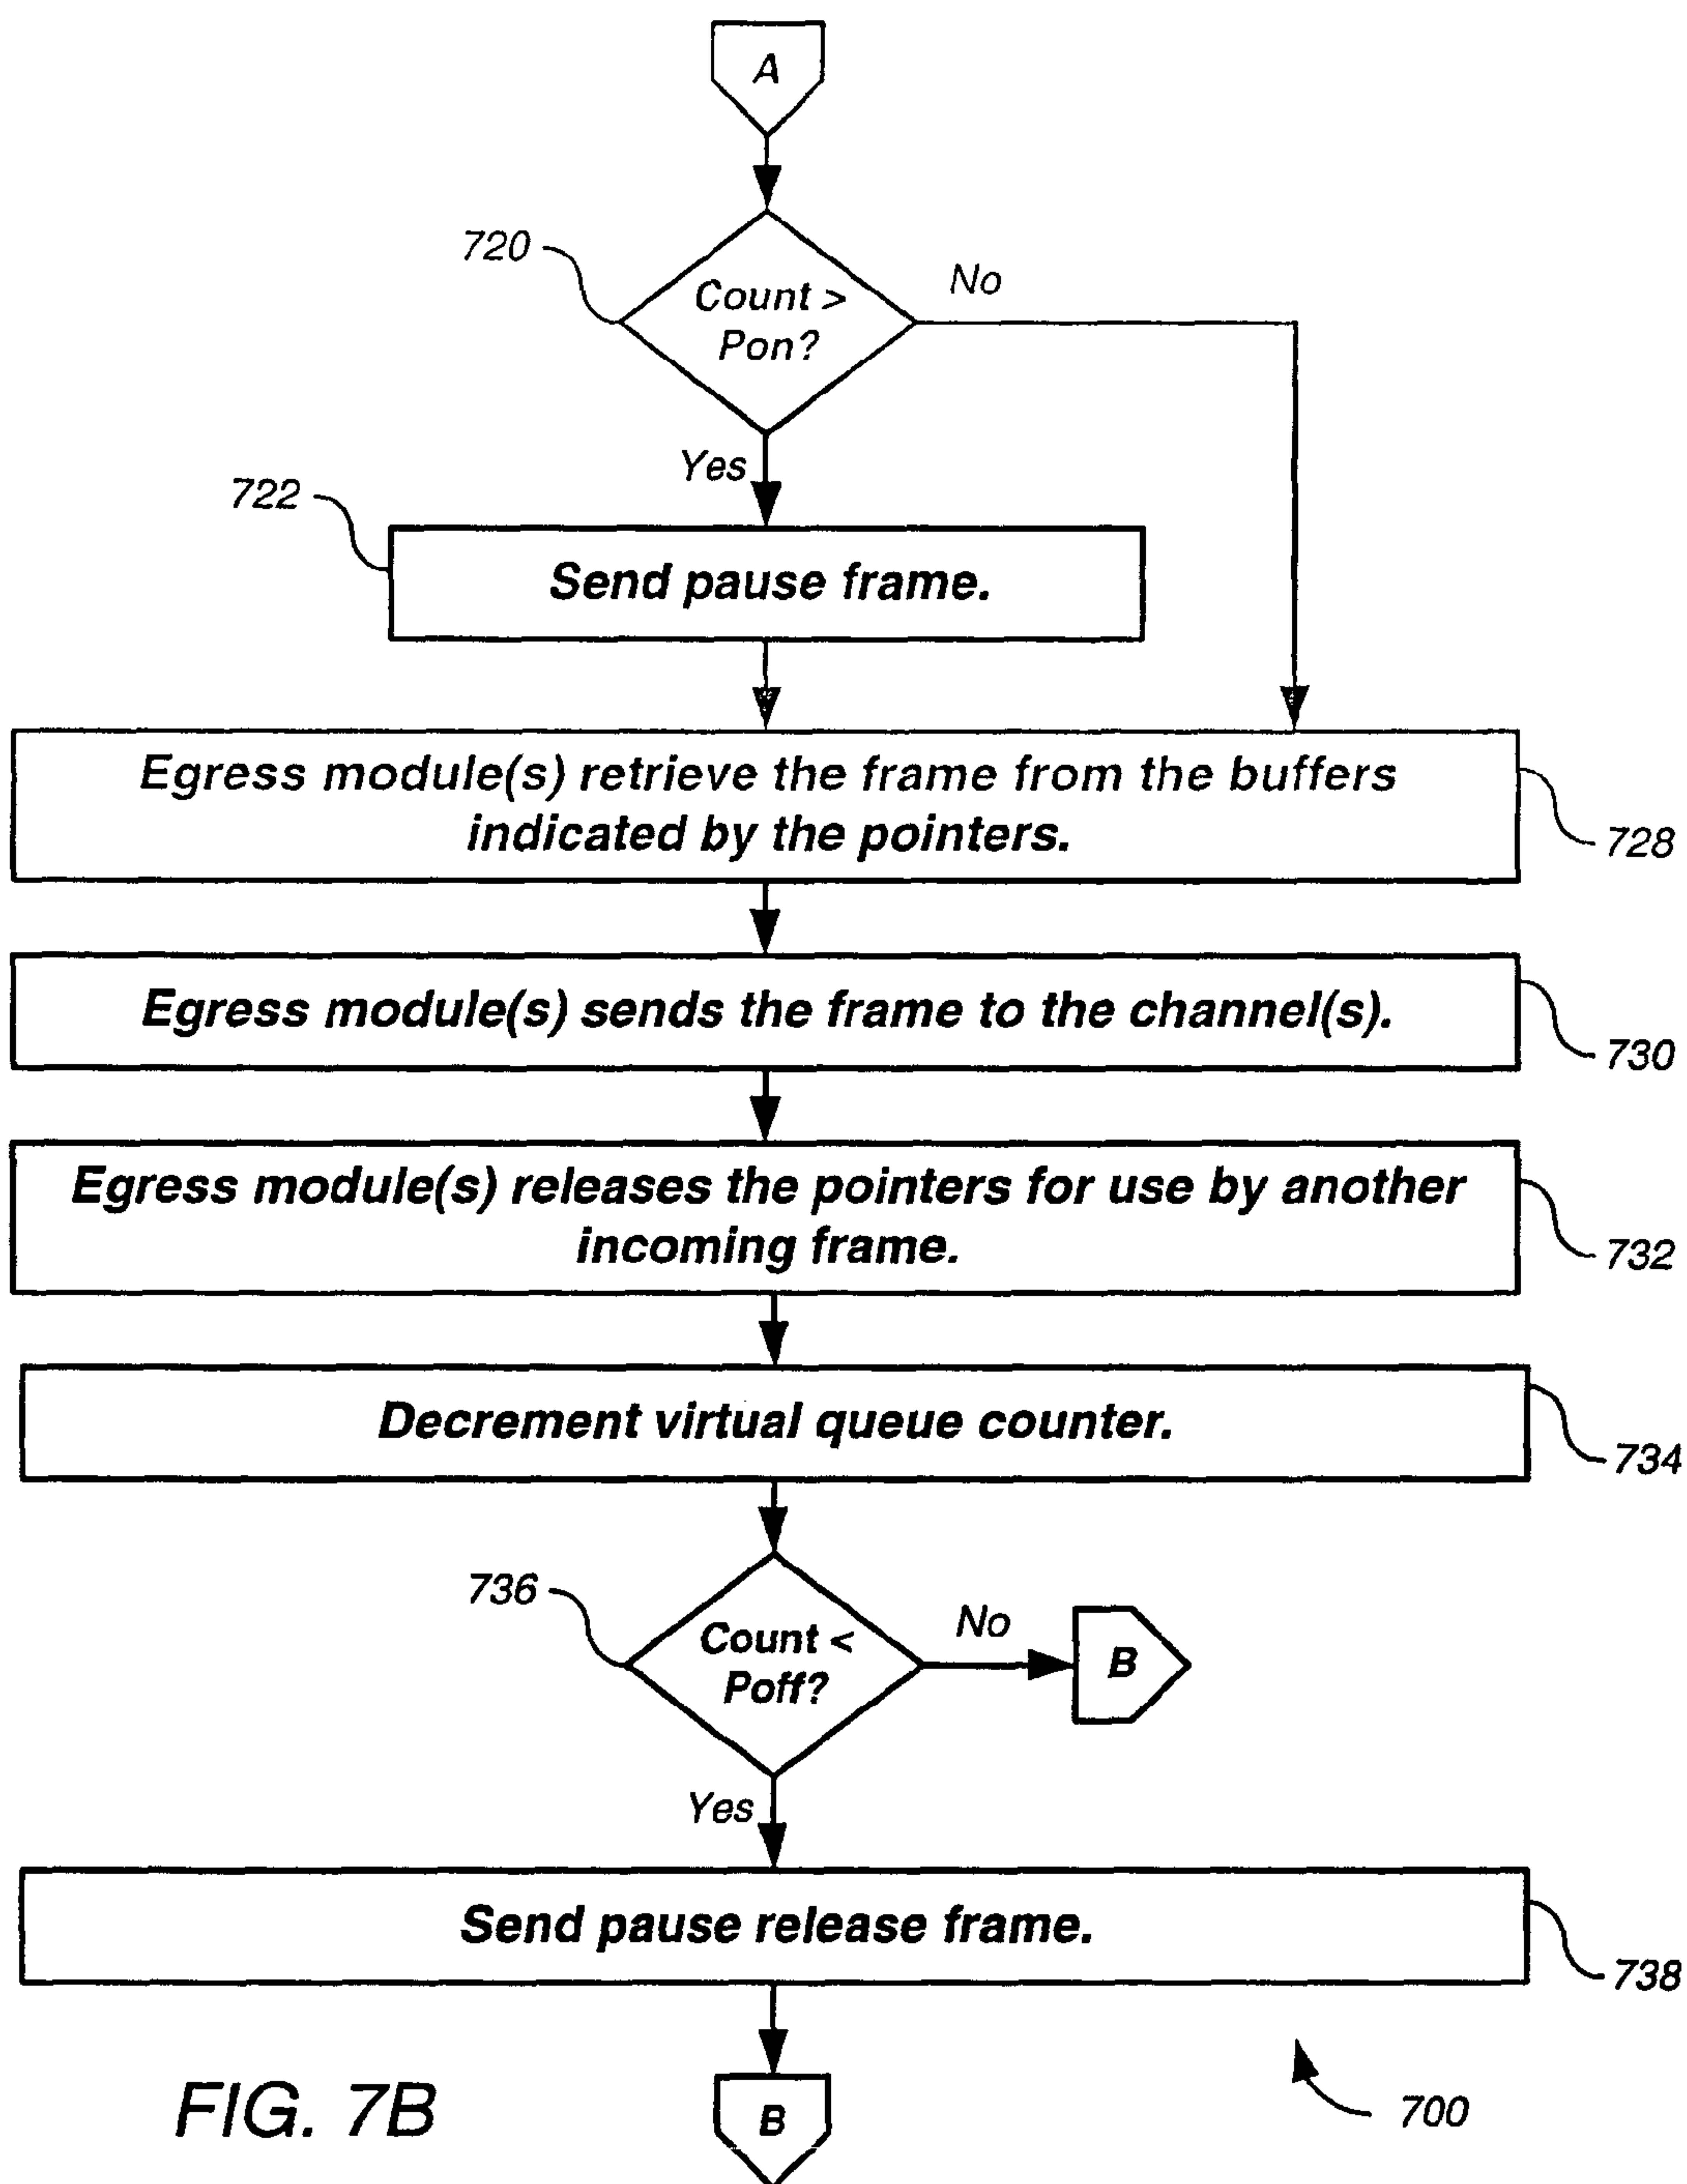 A
720
Count >
Pon?
No
Yes
722
Send pause frame.
Egress module(s) retrieve the frame from the buffers
indicated by the pointers.
728
Egress module(s) sends the frame to the channel(s).
730
Egress module(s) releases the pointers for use by another
incoming frame.
732
Decrement virtual queue counter.
734
736
Count <
Poff?
No
B
Yes
Send pause release frame.
738
B
700
FIG. 7B